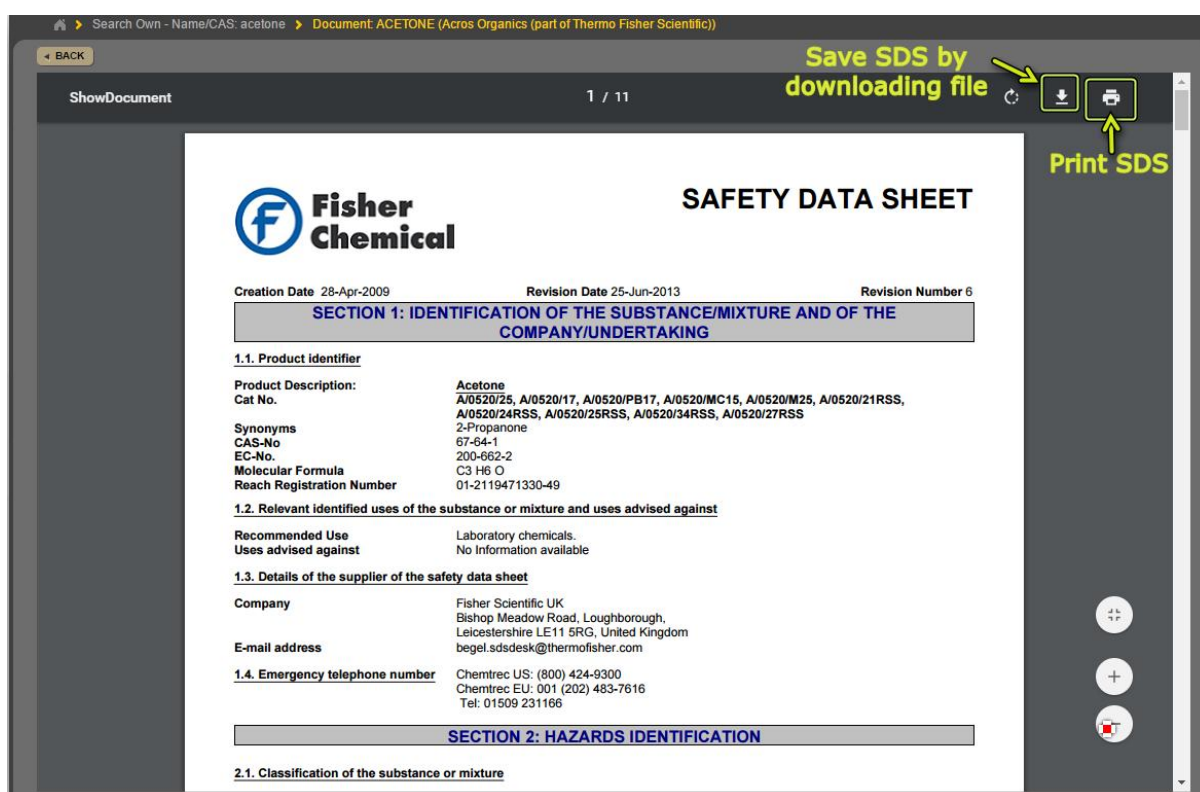 Search Own - Name/CAS: acetone > Document: ACETONE (Acros Organics (part of Thermo Fisher Scientific))
BACK
Save SDS by
downloading file
ShowDocument 1 / 11
Print SDS
Fisher
Chemical
SAFETY DATA SHEET
Creation Date 28-Apr-2009 Revision Date 25-Jun-2013 Revision Number 6
SECTION 1: IDENTIFICATION OF THE SUBSTANCE/MIXTURE AND OF THE
COMPANY/UNDERTAKING
1.1. Product identifier
Product Description: Acetone
Cat No. A/0520/25, A/0520/17, A/0520/PB17, A/0520/MC15, A/0520/M25, A/0520/21RSS,
A/0520/24RSS, A/0520/25RSS, A/0520/34RSS, A/0520/27RSS
Synonyms 2-Propanone
CAS-No 67-64-1
EC-No. 200-662-2
Molecular Formula C3 H6 O
Reach Registration Number 01-2119471330-49
1.2. Relevant identified uses of the substance or mixture and uses advised against
Recommended Use Laboratory chemicals.
Uses advised against No Information available
1.3. Details of the supplier of the safety data sheet
Company Fisher Scientific UK
Bishop Meadow Road, Loughborough,
Leicestershire LE11 5RG, United Kingdom
E-mail address begel.sdsdesk@thermofisher.com
1.4. Emergency telephone number Chemtrec US: (800) 424-9300
Chemtrec EU: 001 (202) 483-7616
Tel: 01509 231166
SECTION 2: HAZARDS IDENTIFICATION
2.1. Classification of the substance or mixture